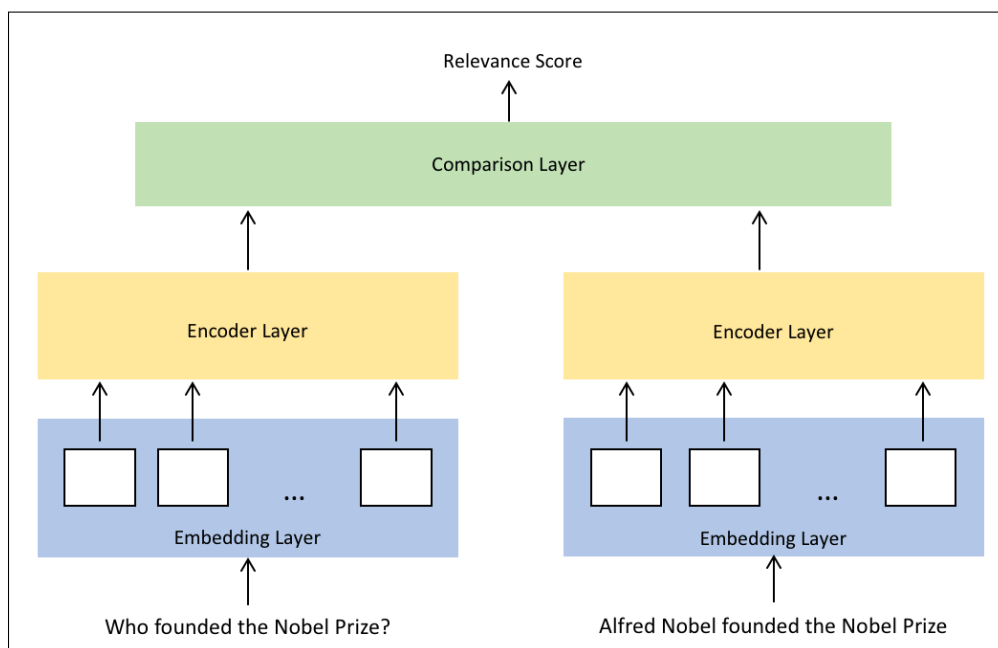 Relevance Score
Comparison Layer
Encoder Layer
Encoder Layer
...
...
Embedding Layer
Embedding Layer
Who founded the Nobel Prize?
Alfred Nobel founded the Nobel Prize